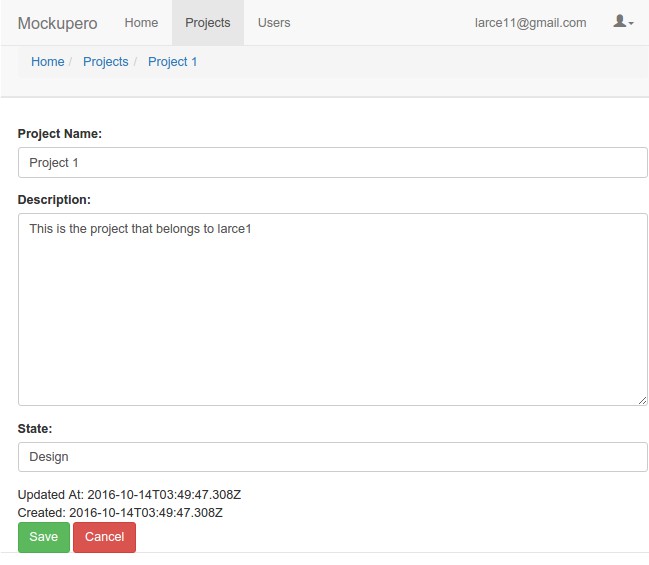 Mockupero Home Projects Users larce11@gmail.com
Home / Projects / Project 1
Project Name:
Project 1
Description:
This is the project that belongs to larce1
State:
Design
Updated At: 2016-10-14T03:49:47.308Z
Created: 2016-10-14T03:49:47.308Z
Save Cancel